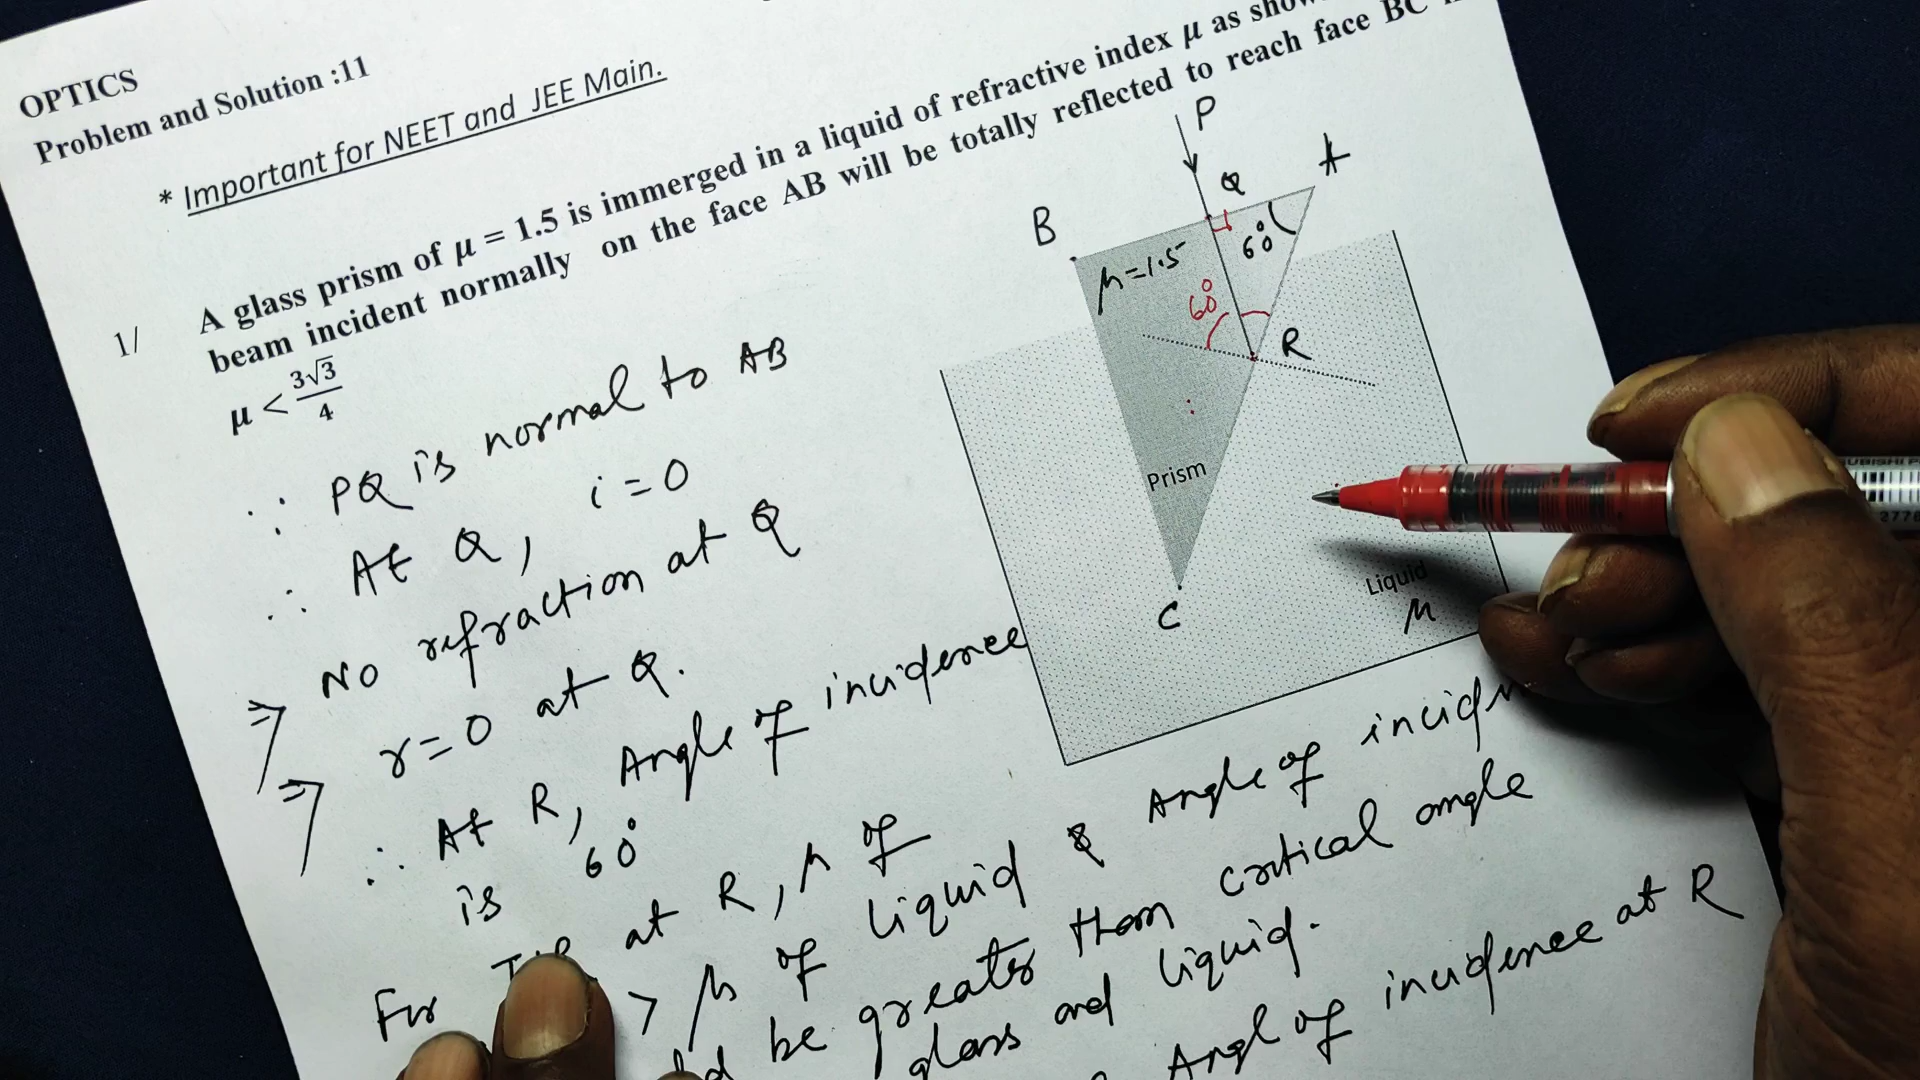 OPTICS
Problem and Solution :11
* Important for NEET and JEE Main.
1/ A glass prism of μ = 1.5 is immerged in a liquid of refractive index μ as
beam incident normally on the face AB will be totally reflected to reach face BC
μ < 3√3/4
∵ PQ is normal to AB
∴ At Q, i = 0
⇒ No refraction at Q
⇒ r = 0 at Q.
∴ At R, Angle of incidence
is 60°
For at R, μ of
> μ of liquid & Angle of
be greater than critical angle
glass and liquid.
Angl of incidence at R
P
Q
A
B
μ=1.5
60°
60°
R
Prism
C
Liquid
μ